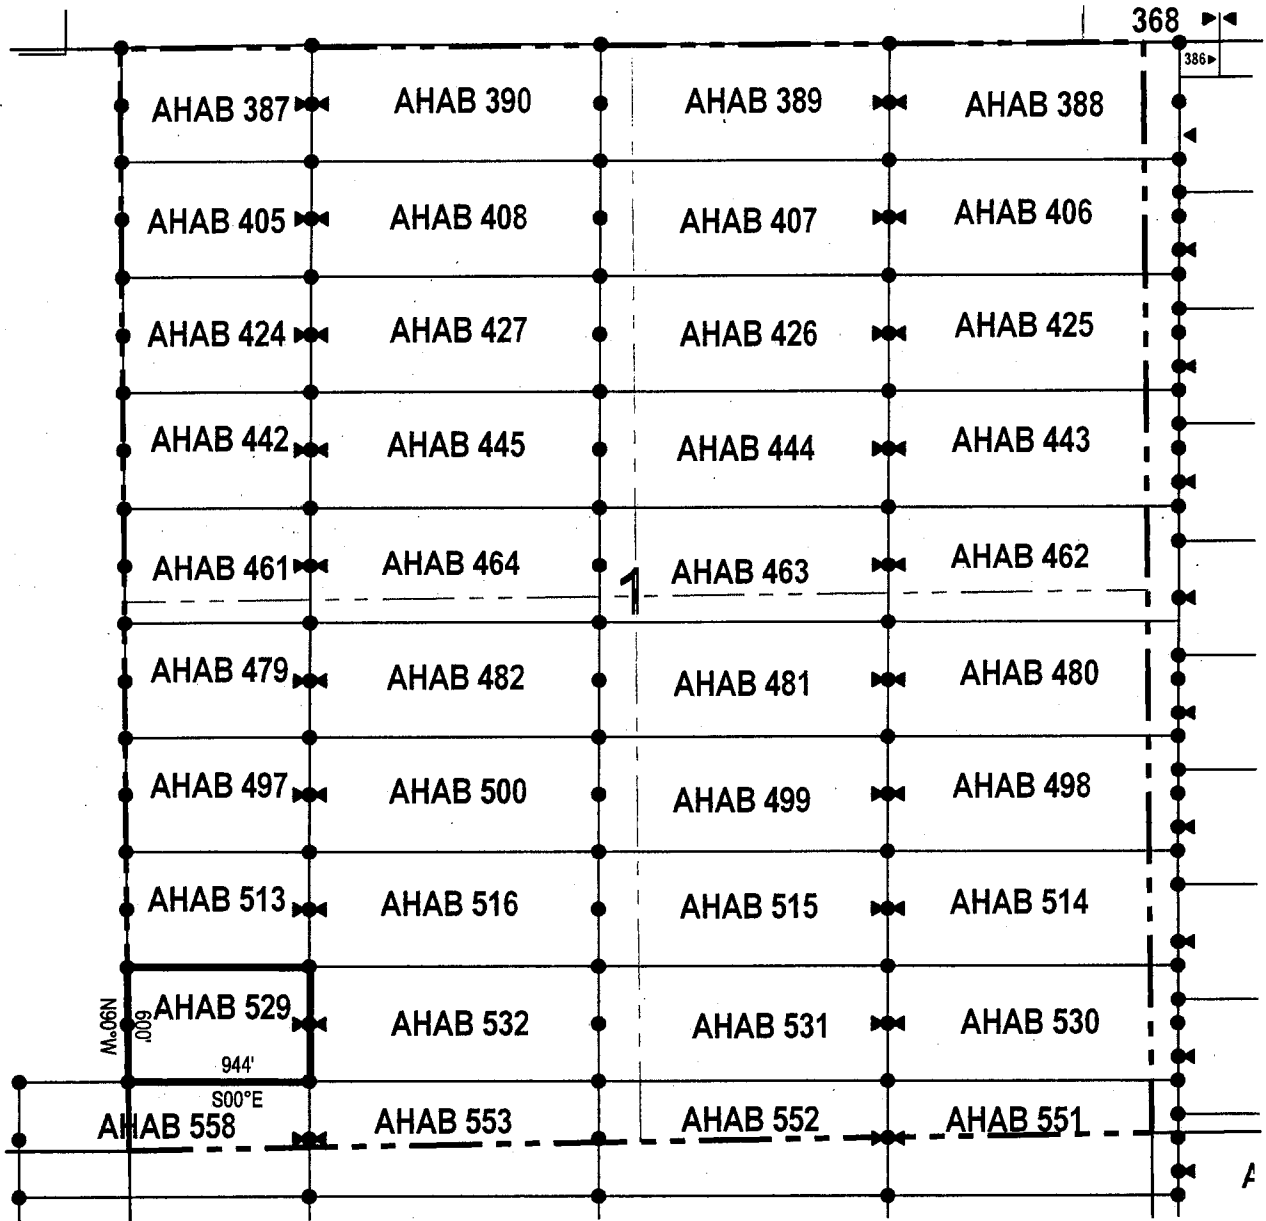 368
386
AHAB 387 AHAB 390 AHAB 389 AHAB 388
AHAB 405 AHAB 408 AHAB 407 AHAB 406
AHAB 424 AHAB 427 AHAB 426 AHAB 425
AHAB 442 AHAB 445 AHAB 444 AHAB 443
AHAB 461 AHAB 464 AHAB 463 AHAB 462
1
AHAB 479 AHAB 482 AHAB 481 AHAB 480
AHAB 497 AHAB 500 AHAB 499 AHAB 498
AHAB 513 AHAB 516 AHAB 515 AHAB 514
N90°W 600' AHAB 529 AHAB 532 AHAB 531 AHAB 530
944'
S00°E
AHAB 558 AHAB 553 AHAB 552 AHAB 551
A